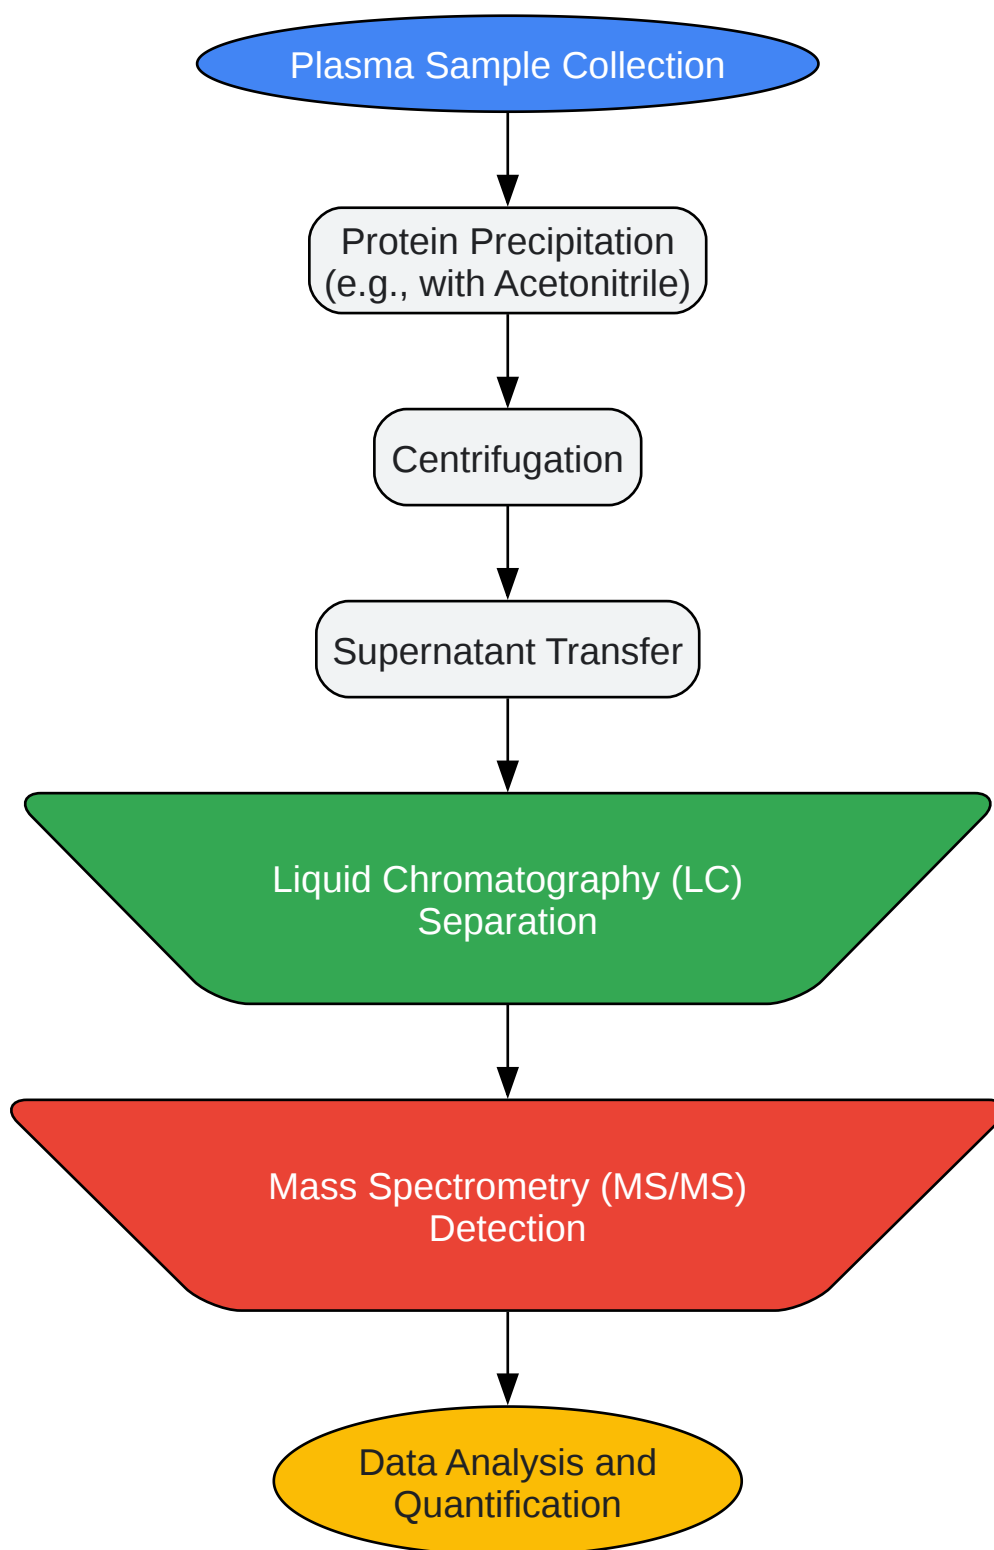 Plasma Sample Collection
Protein Precipitation
(e.g., with Acetonitrile)
Centrifugation
Supernatant Transfer
Liquid Chromatography (LC)
Separation
Mass Spectrometry (MS/MS)
Detection
Data Analysis and
Quantification